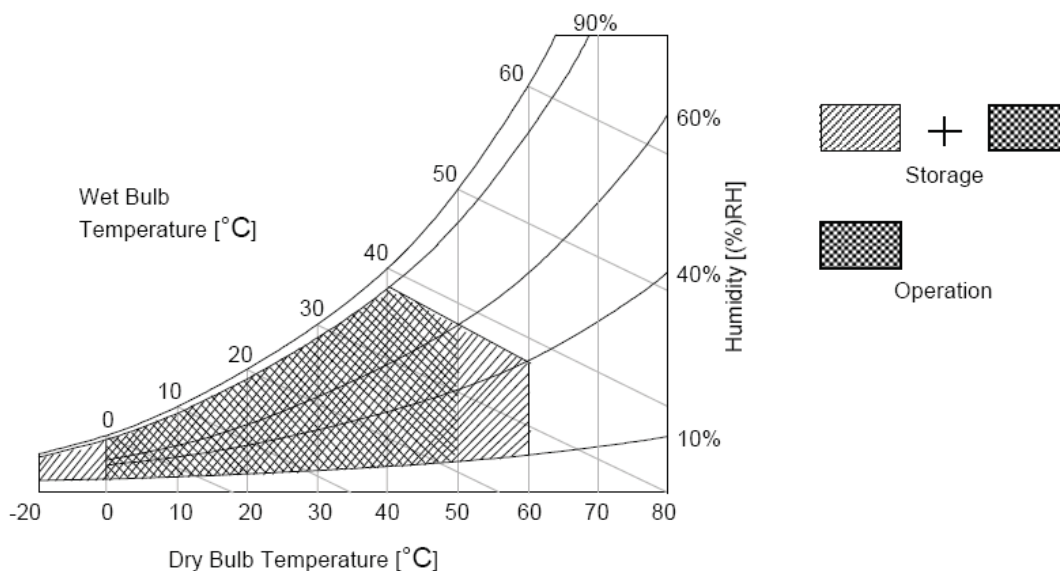 90%
60
60%
50
Wet Bulb
Temperature [°C]
40
40%
30
20
10
0
10%
Humidity [(%)RH]
-20 0 10 20 30 40 50 60 70 80
Dry Bulb Temperature [°C]
+
Storage
Operation